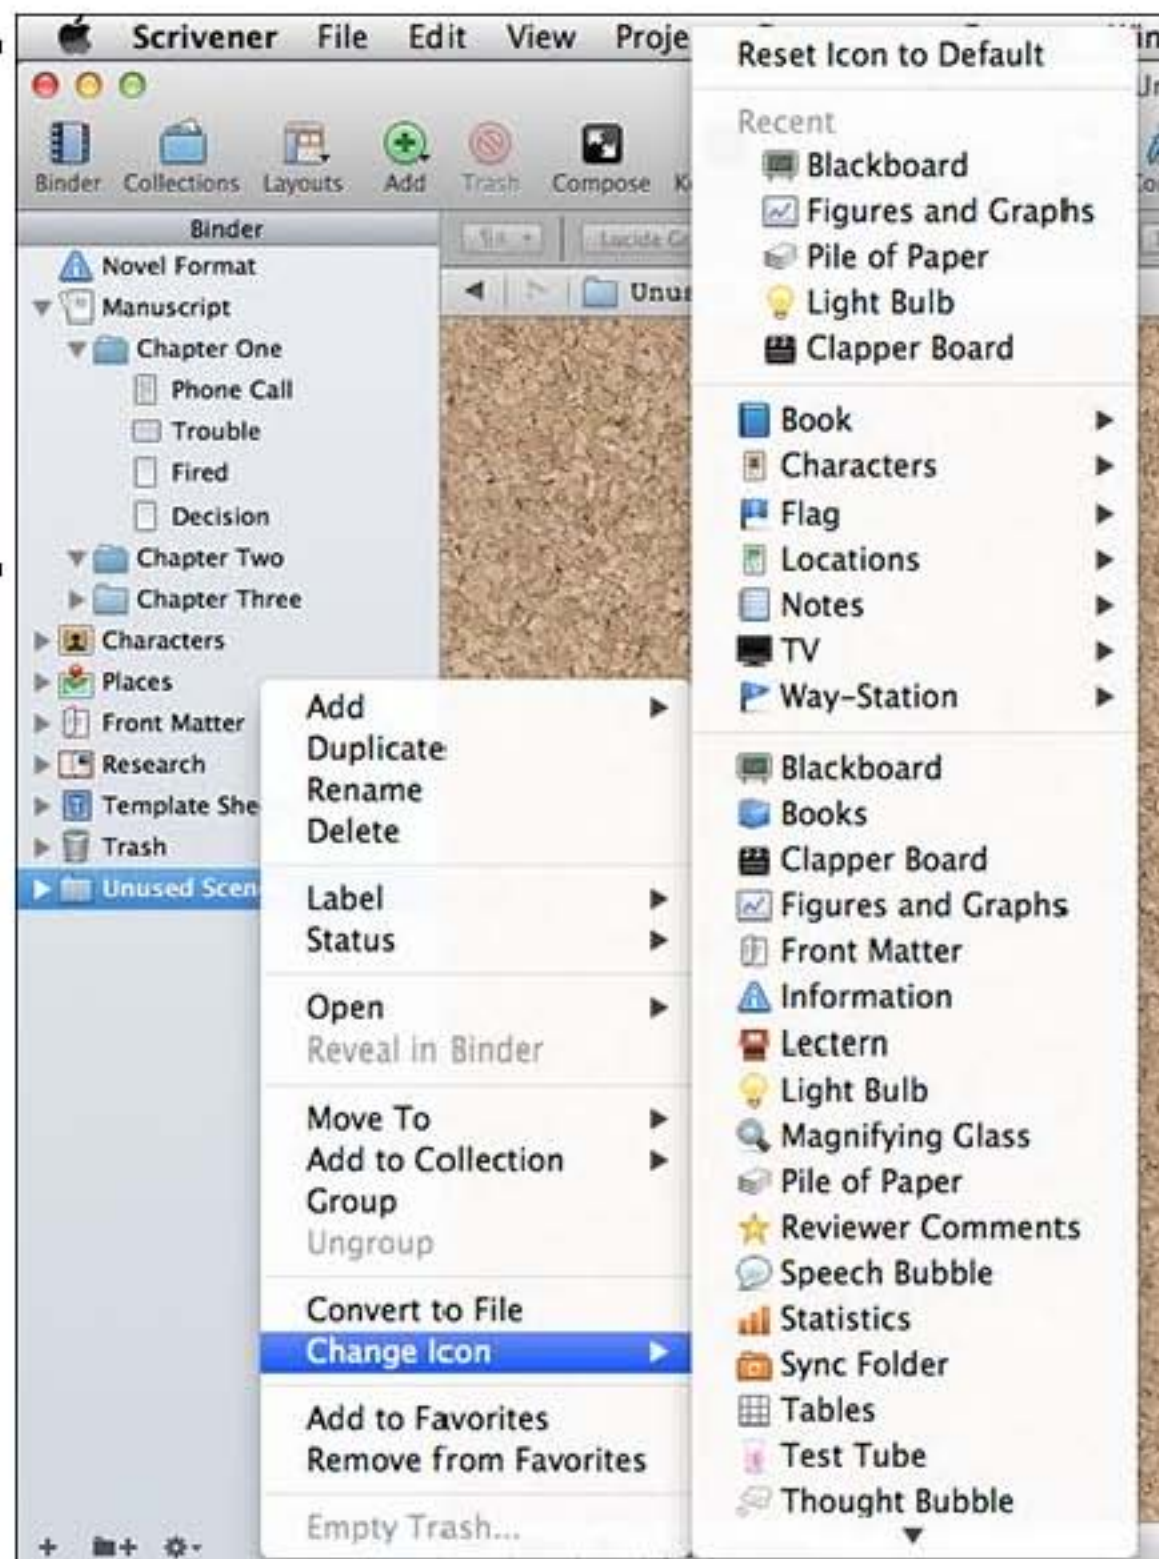 Scrivener File Edit View Proje
Binder Collections Layouts Add Trash Compose
Binder
Novel Format
Manuscript
Chapter One
Phone Call
Trouble
Fired
Decision
Chapter Two
Chapter Three
Characters
Places
Front Matter
Research
Template She
Trash
Unused Scen
Unus
Add
Duplicate
Rename
Delete
Label
Status
Open
Reveal in Binder
Move To
Add to Collection
Group
Ungroup
Convert to File
Change Icon
Add to Favorites
Remove from Favorites
Empty Trash...
Reset Icon to Default
Recent
Blackboard
Figures and Graphs
Pile of Paper
Light Bulb
Clapper Board
Book
Characters
Flag
Locations
Notes
TV
Way-Station
Blackboard
Books
Clapper Board
Figures and Graphs
Front Matter
Information
Lectern
Light Bulb
Magnifying Glass
Pile of Paper
Reviewer Comments
Speech Bubble
Statistics
Sync Folder
Tables
Test Tube
Thought Bubble